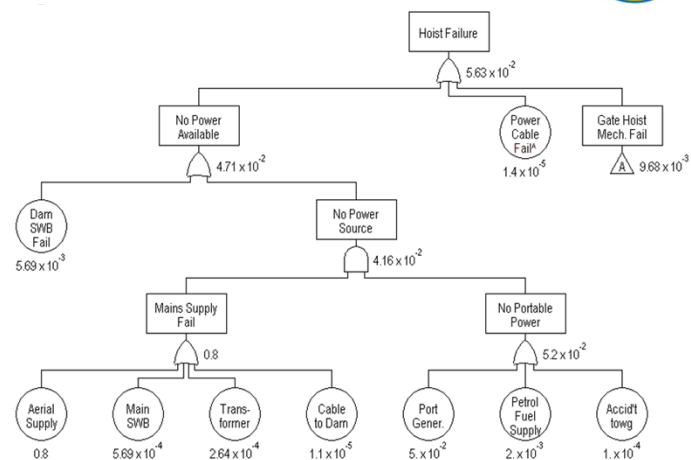 Hoist Failure
5.63 x 10⁻²
No Power
Available
4.71 x 10⁻²
Power
Cable
Failᴬ
1.4 x 10⁻⁵
Gate Hoist
Mech. Fail
A
9.68 x 10⁻³
Dam
SWB
Fail
5.69 x 10⁻³
No Power
Source
4.16 x 10⁻²
Mains Supply
Fail
0.8
No Portable
Power
5.2 x 10⁻²
Aerial
Supply
0.8
Main
SWB
5.69 x 10⁻⁴
Trans-
former
2.64 x 10⁻⁴
Cable
to Dam
1.1 x 10⁻⁵
Port
Gener.
5. x 10⁻²
Petrol
Fuel
Supply
2. x 10⁻³
Accid't
towg
1. x 10⁻⁴